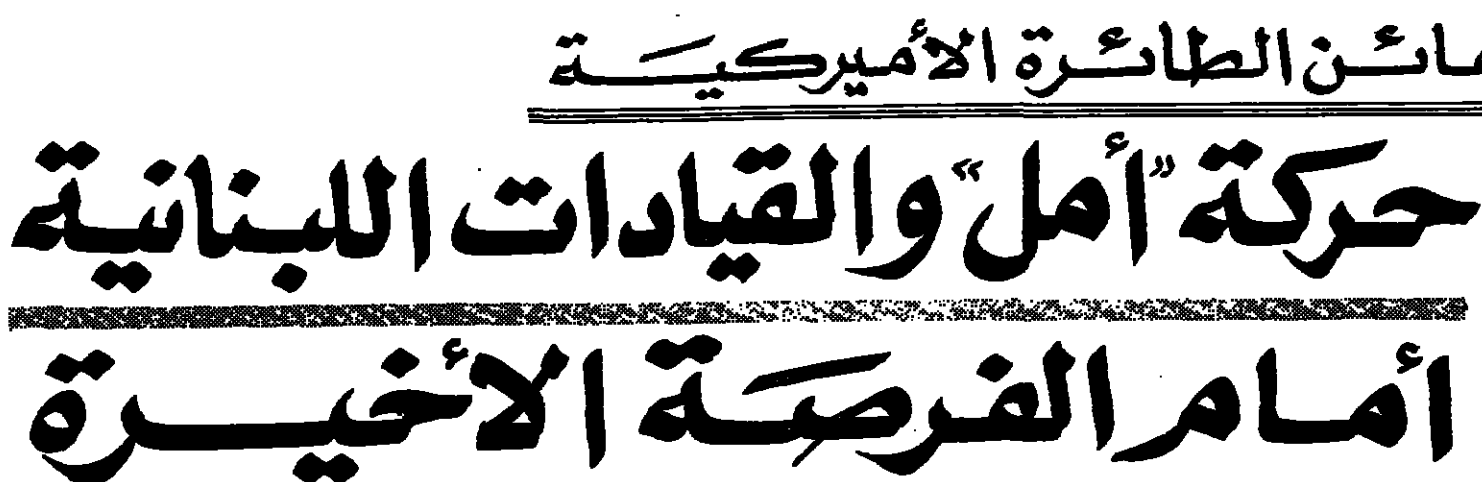 الطائرة الأميركية
حركة "أمل" والقيادات اللبنانية
أمام الفرصة الأخيرة